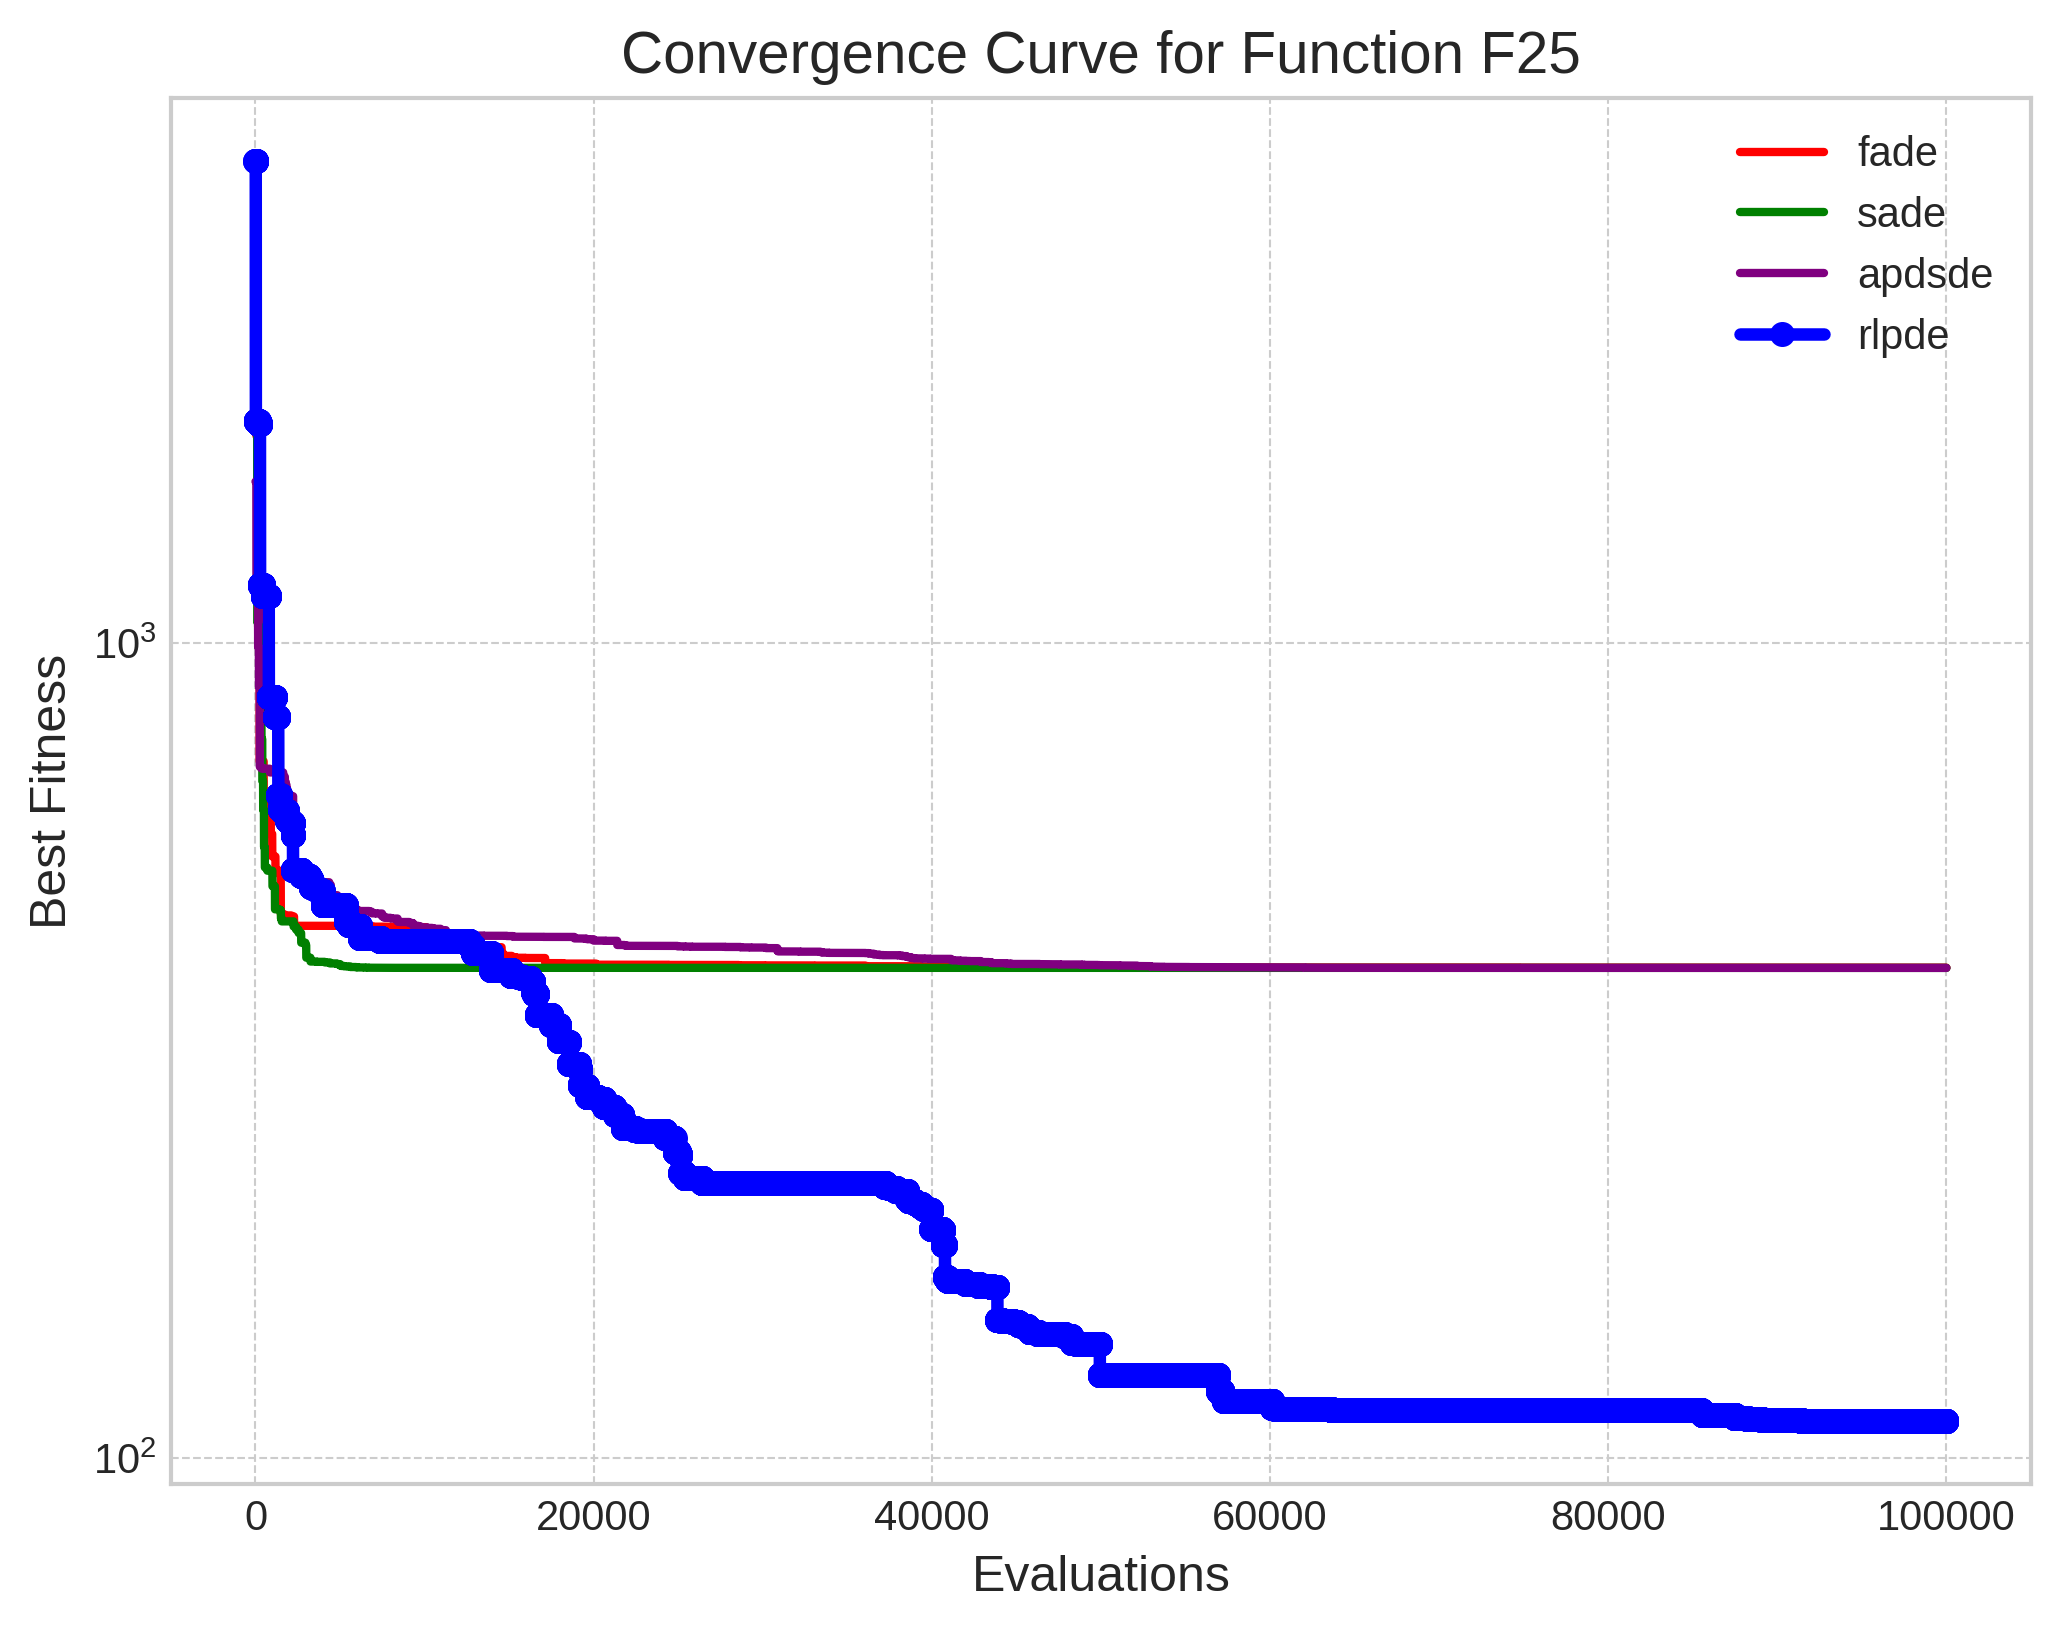 Convergence Curve for Function F25
fade
sade
apdsde
rlpde
Best Fitness
10³
10²
0 20000 40000 60000 80000 100000
Evaluations